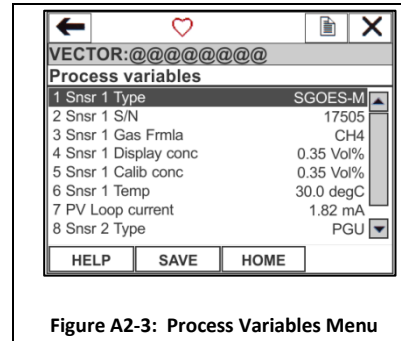 VECTOR:@@@@@@@@
Process variables
1 Snsr 1 Type SGOES-M
2 Snsr 1 S/N 17505
3 Snsr 1 Gas Frmla CH4
4 Snsr 1 Display conc 0.35 Vol%
5 Snsr 1 Calib conc 0.35 Vol%
6 Snsr 1 Temp 30.0 degC
7 PV Loop current 1.82 mA
8 Snsr 2 Type PGU
HELP SAVE HOME
Figure A2-3: Process Variables Menu